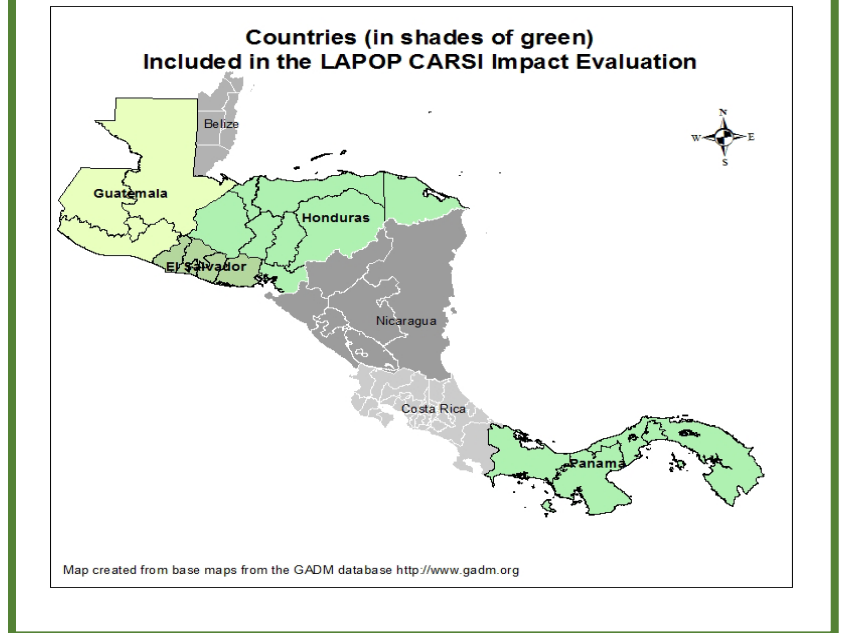 Countries (in shades of green)
Included in the LAPOP CARSI Impact Evaluation
Belize
N
W E
S
Guatemala
Honduras
El Salvador
Nicaragua
Costa Rica
Panama
Map created from base maps from the GADM database http://www.gadm.org